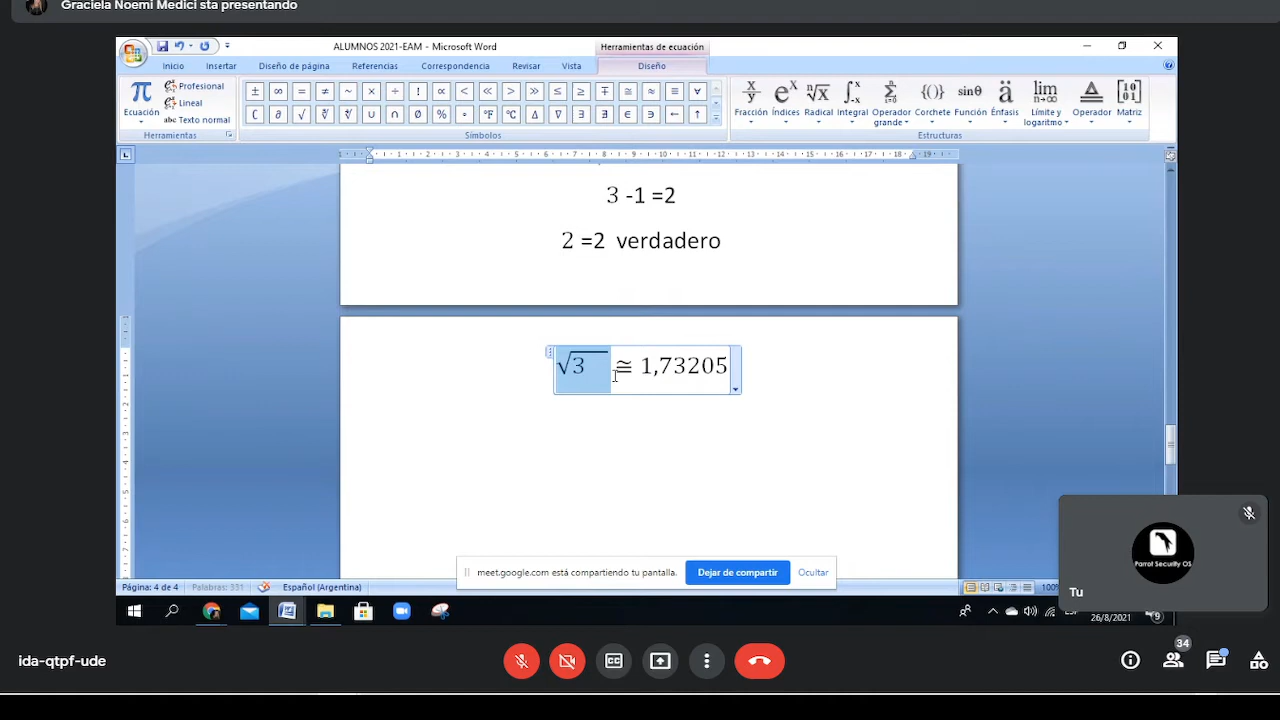 Graciela Noemi Medici sta presentando
ALUMNOS 2021-EAM - Microsoft Word
Herramientas de ecuación
Inicio
Insertar
Diseño de página
Referencias
Correspondencia
Revisar
Vista
Diseño
π
Ecuación
Profesional
Lineal
abc Texto normal
Herramientas
± ∞ = ≠ ~ × ÷ ! ∝ < ≪ > ≫ ≤ ≥ ∓ ≅ ≈ ≡ ∀
∁ ∂ √ ∛ ∜ ∪ ∩ ∅ % ° °F °C ∆ ∇ ∃ ∄ ∈ ∋ ← ↑
Símbolos
Fracción
Índices
Radical
Integral
Operador grande
Corchete
Función
Énfasis
Límite y logaritmo
Operador
Matriz
Estructuras
3 -1 =2
2 =2 verdadero
√3 ≅ 1,73205
meet.google.com está compartiendo tu pantalla.
Dejar de compartir
Ocultar
Página: 4 de 4
Palabras: 331
Español (Argentina)
100%
Parrot Security OS
Tu
26/8/2021
9
ida-qtpf-ude
34